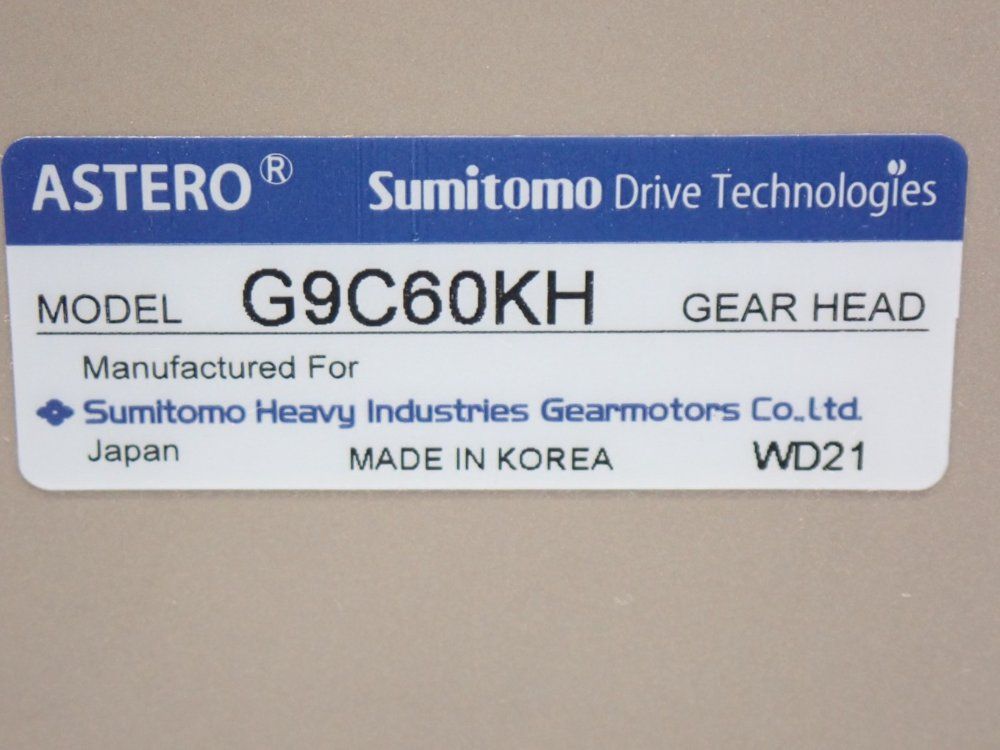 ASTERO® Sumitomo Drive Technologies
MODEL G9C60KH GEAR HEAD
Manufactured For
Sumitomo Heavy Industries Gearmotors Co.,Ltd.
Japan MADE IN KOREA WD21